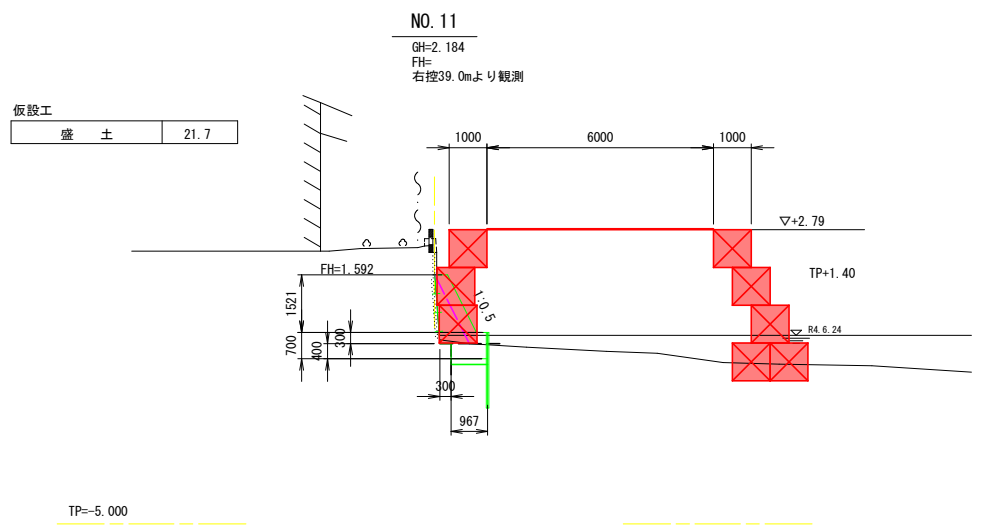 NO. 11
GH=2. 184
FH=
右控39. 0mより観測
仮設工
盛 土 21. 7
1000 6000 1000
▽+2. 79
FH=1. 592
TP+1. 40
1:0. 5
1521
300
700
400
R4. 6. 24
300
967
TP=-5. 000